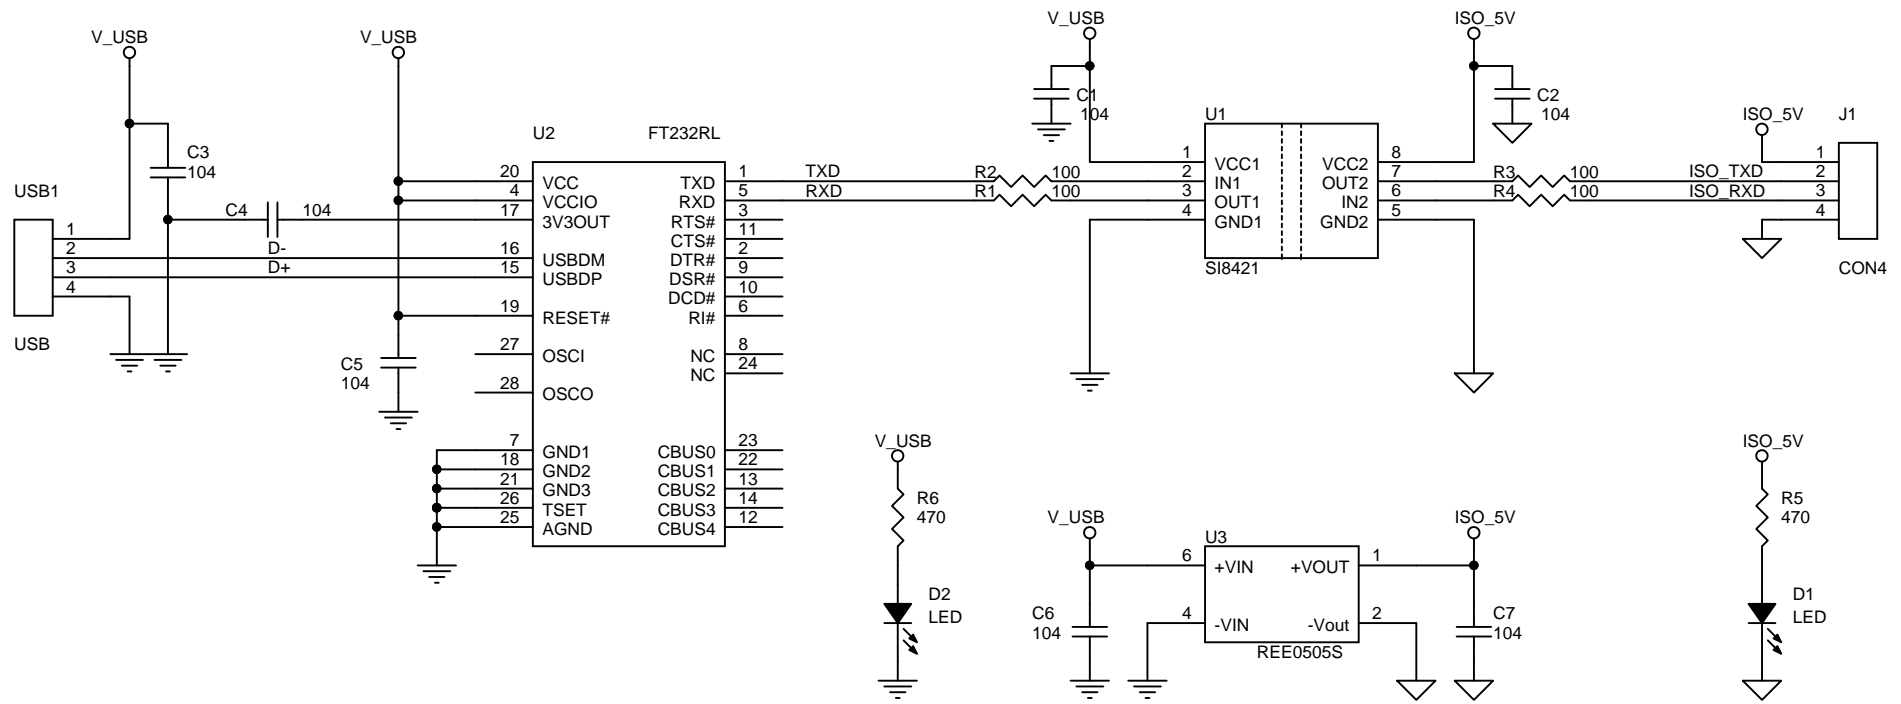 V_USB
C3
104
USB1
1
2
3
4
USB
C4
104
D-
D+
V_USB
C5
104
U2
FT232RL
20
VCC
4
VCCIO
17
3V3OUT
16
USBDM
15
USBDP
19
RESET#
27
OSCI
28
OSCO
7
GND1
18
GND2
21
GND3
26
TSET
25
AGND
TXD
1
RXD
5
RTS#
3
CTS#
11
DTR#
2
DSR#
9
DCD#
10
RI#
6
NC
8
NC
24
CBUS0
23
CBUS1
22
CBUS2
13
CBUS3
14
CBUS4
12
TXD
RXD
R2
100
R1
100
V_USB
C1
104
U1
1
VCC1
2
IN1
3
OUT1
4
GND1
VCC2
8
OUT2
7
IN2
6
GND2
5
SI8421
ISO_5V
C2
104
R3
100
R4
100
ISO_TXD
ISO_RXD
ISO_5V
J1
1
2
3
4
CON4
V_USB
R6
470
D2
LED
V_USB
C6
104
U3
6
+VIN
4
-VIN
+VOUT
1
-Vout
2
REE0505S
ISO_5V
C7
104
ISO_5V
R5
470
D1
LED